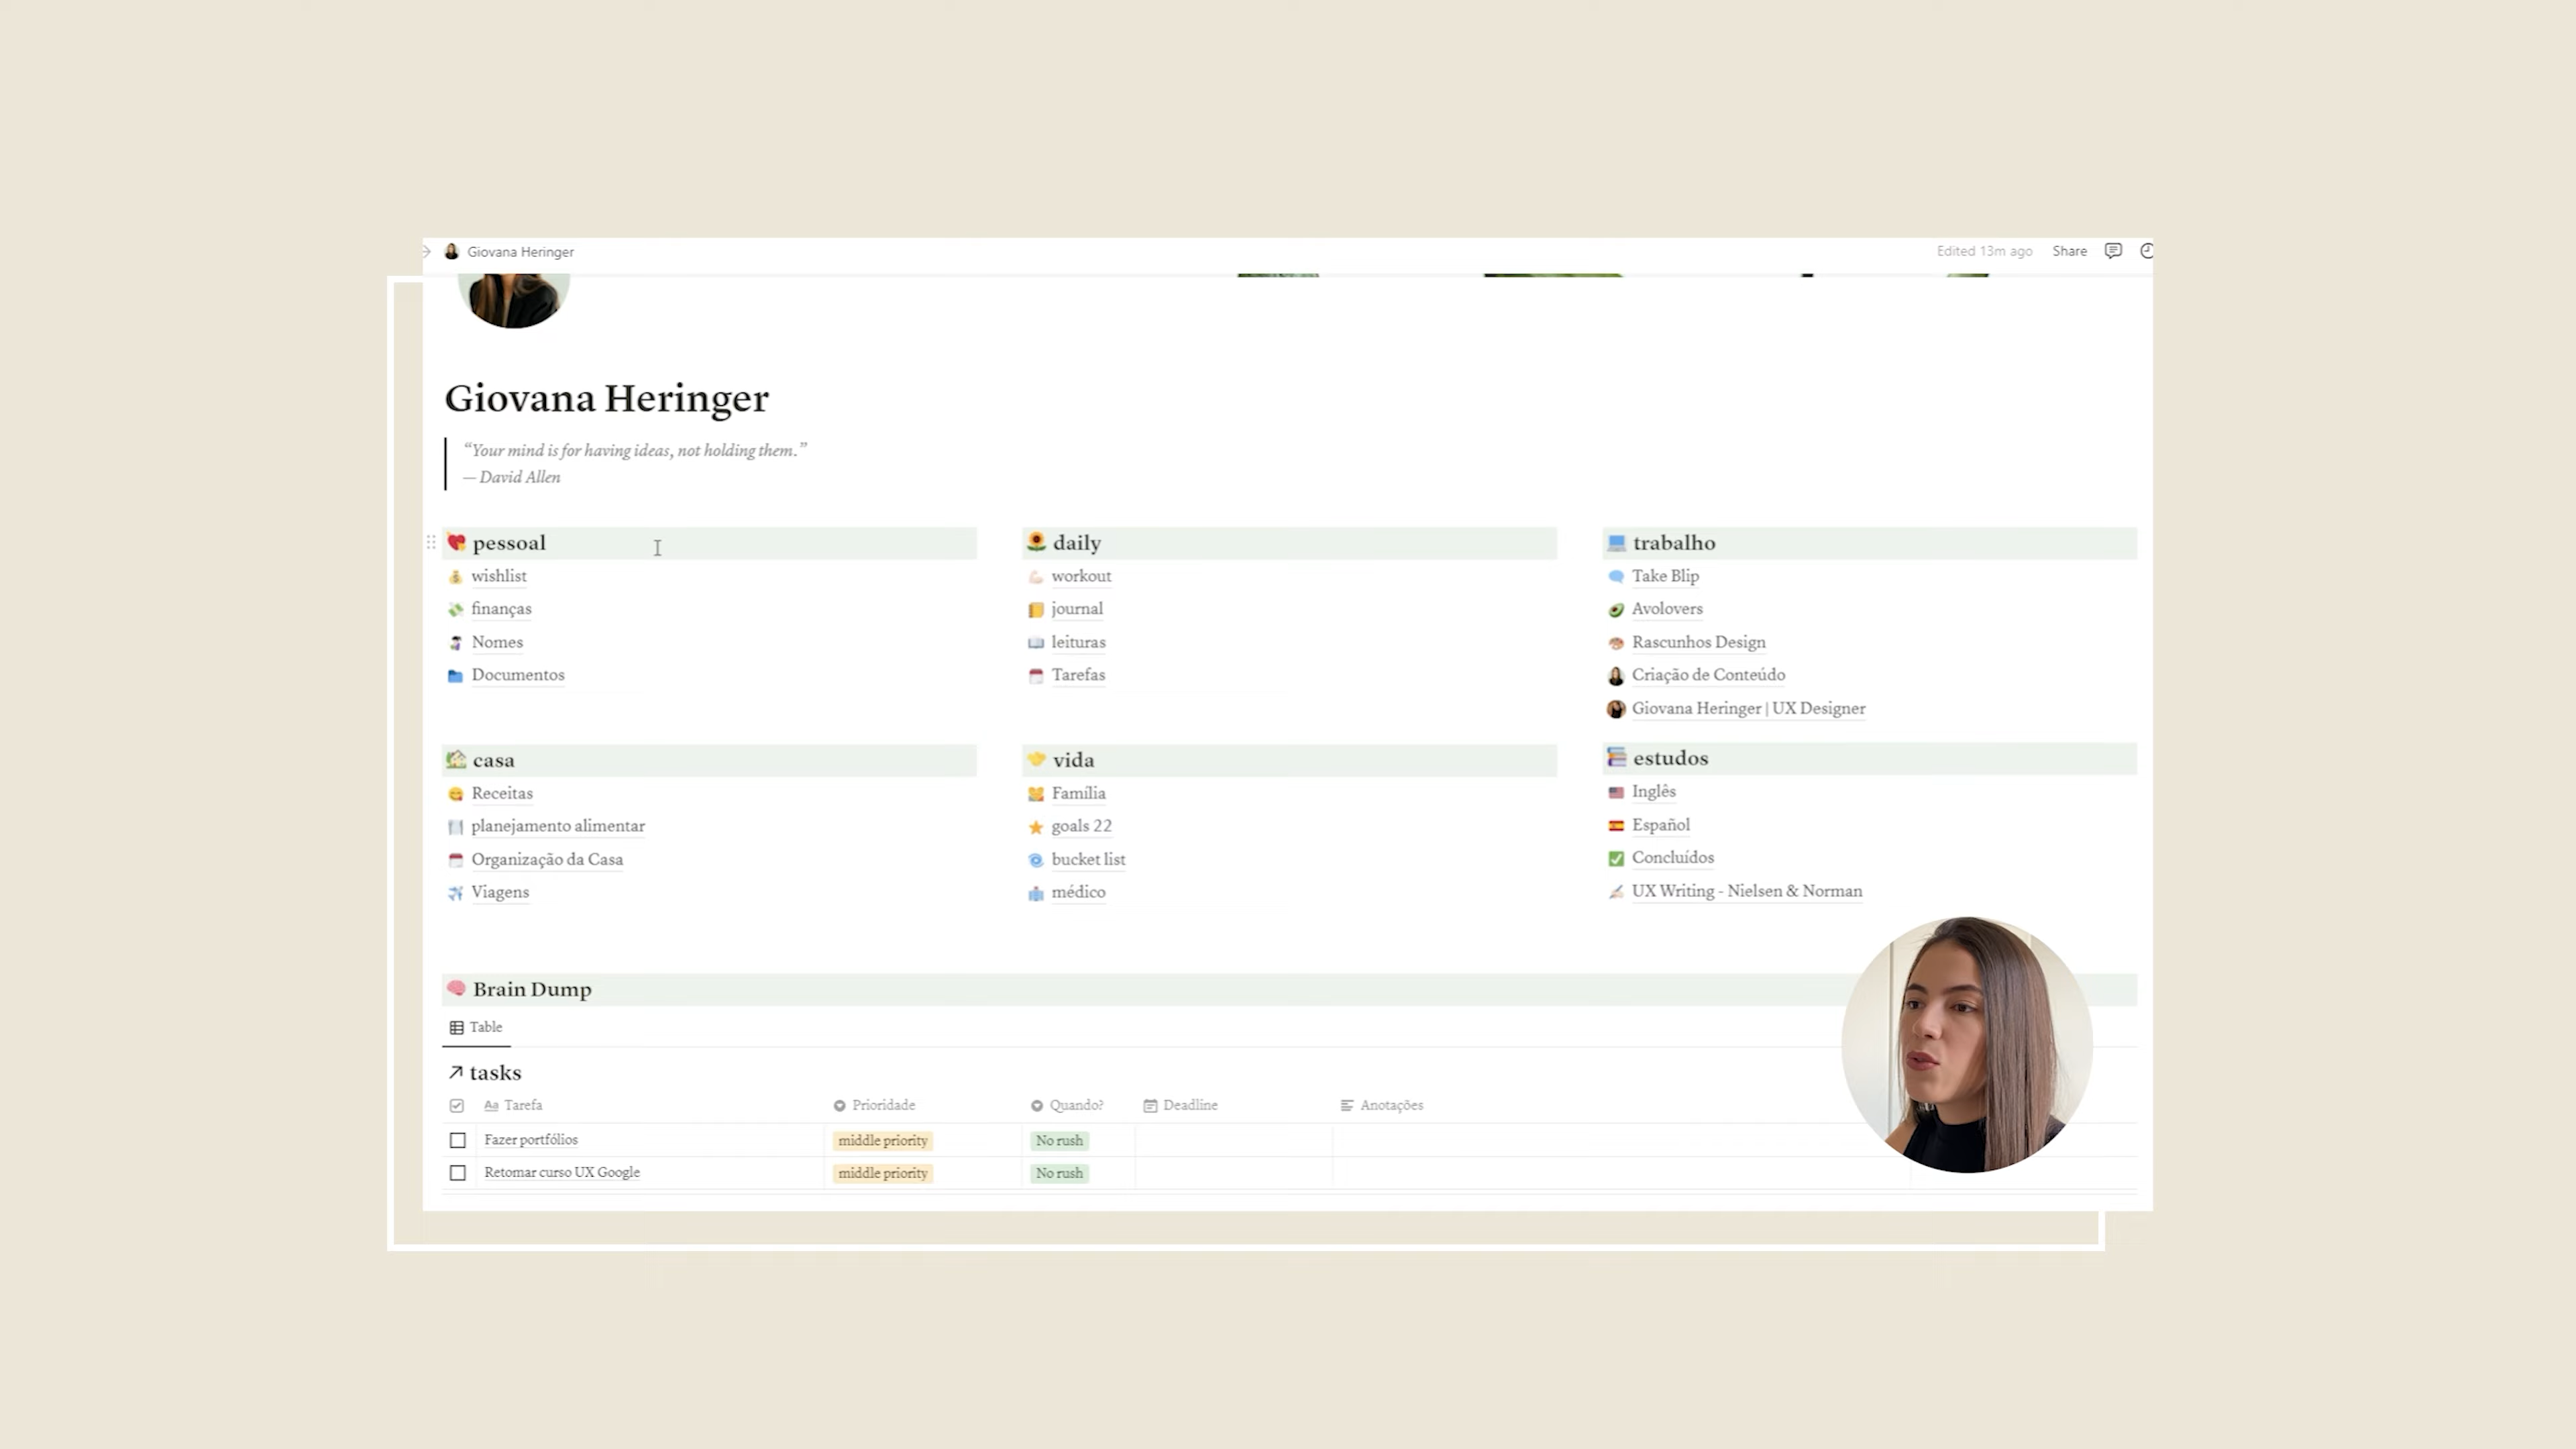 Giovana Heringer
Edited 13m ago Share
Giovana Heringer
“Your mind is for having ideas, not holding them.”
— David Allen
pessoal
wishlist
finanças
Nomes
Documentos
daily
workout
journal
leituras
Tarefas
trabalho
Take Blip
Avolovers
Rascunhos Design
Criação de Conteúdo
Giovana Heringer | UX Designer
casa
Receitas
planejamento alimentar
Organização da Casa
Viagens
vida
Família
goals 22
bucket list
médico
estudos
Inglês
Español
Concluídos
UX Writing - Nielsen & Norman
Brain Dump
Table
tasks
Aa Tarefa Prioridade Quando? Deadline Anotações
Fazer portfólios middle priority No rush
Retomar curso UX Google middle priority No rush